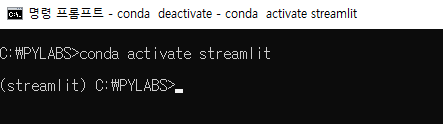 명령 프롬프트 - conda  deactivate - conda  activate streamlit
C:₩PYLABS>conda activate streamlit
(streamlit) C:₩PYLABS>